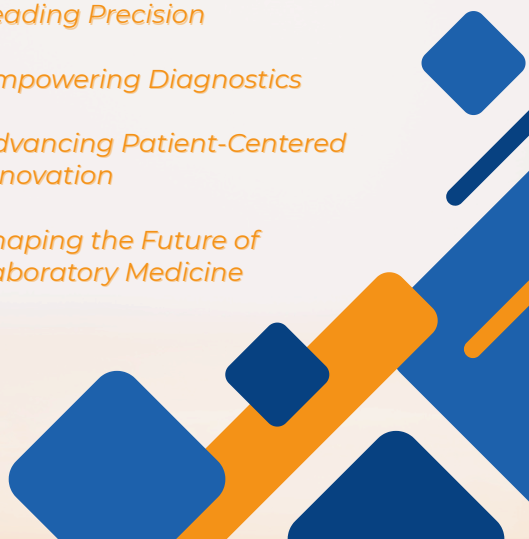 eading Precision
mpowering Diagnostics
dvancing Patient-Centered
novation
haping the Future of
aboratory Medicine